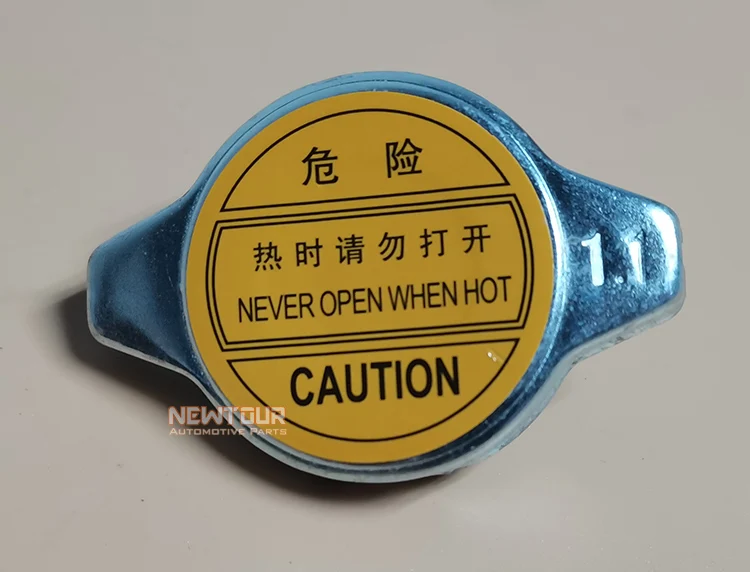 危 险
热时请勿打开
NEVER OPEN WHEN HOT
CAUTION
1.1
NEWTOUR
AUTOMOTIVE PARTS